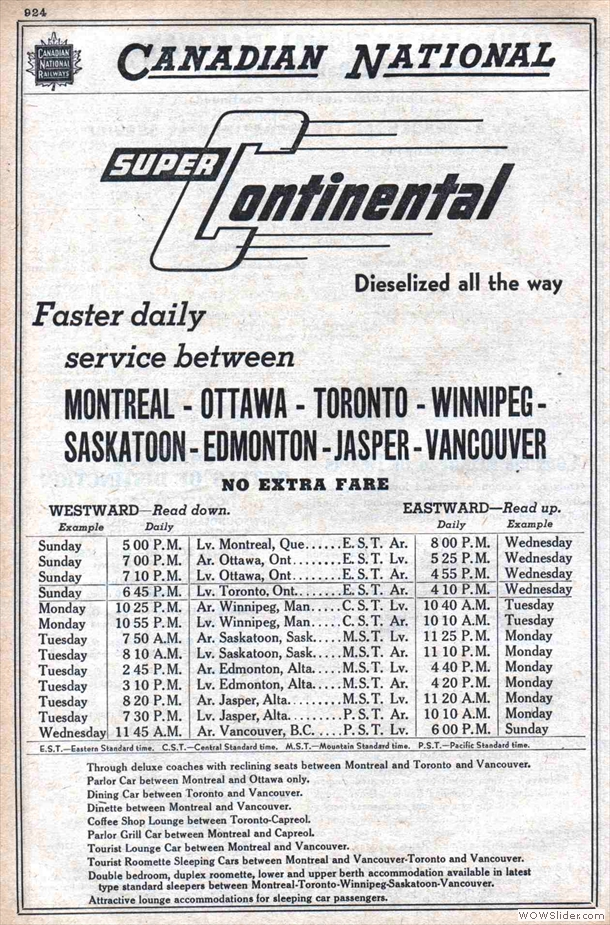 924
CANADIAN
NATIONAL
RAILWAYS
CANADIAN NATIONAL
SUPER
Continental
Dieselized all the way
Faster daily
service between
MONTREAL - OTTAWA - TORONTO - WINNIPEG -
SASKATOON - EDMONTON - JASPER - VANCOUVER
NO EXTRA FARE
WESTWARD—Read down. EASTWARD—Read up.
Example Daily Daily Example
Sunday 5 00 P.M. Lv. Montreal, Que......E. S. T. Ar. 8 00 P.M. Wednesday
Sunday 7 00 P.M. Ar. Ottawa, Ont........E. S. T. Lv. 5 25 P.M. Wednesday
Sunday 7 10 P.M. Lv. Ottawa, Ont........E. S. T. Ar. 4 55 P.M. Wednesday
Sunday 6 45 P.M. Lv. Toronto, Ont.......E. S. T. Ar. 4 10 P.M. Wednesday
Monday 10 25 P.M. Ar. Winnipeg, Man.....C. S. T. Lv. 10 40 A.M. Tuesday
Monday 10 55 P.M. Lv. Winnipeg, Man.....C. S. T. Ar. 10 10 A.M. Tuesday
Tuesday 7 50 A.M. Ar. Saskatoon, Sask....M.S. T. Lv. 11 25 P.M. Monday
Tuesday 8 10 A.M. Lv. Saskatoon, Sask....M.S. T. Ar. 11 10 P.M. Monday
Tuesday 2 45 P.M. Ar. Edmonton, Alta.....M. S. T. Lv. 4 40 P.M. Monday
Tuesday 3 10 P.M. Lv. Edmonton, Alta.....M. S. T. Ar. 4 20 P.M. Monday
Tuesday 8 20 P.M. Ar. Jasper, Alta.......M. S. T. Lv. 11 20 A.M. Monday
Tuesday 7 30 P.M. Lv. Jasper, Alta.......P. S. T. Ar. 10 10 A.M. Monday
Wednesday 11 45 A.M. Ar. Vancouver, B.C.....P. S. T. Lv. 6 00 P.M. Sunday
E.S.T.—Eastern Standard time. C.S.T.—Central Standard time. M.S.T.—Mountain Standard time. P.S.T.—Pacific Standard time.
Through deluxe coaches with reclining seats between Montreal and Toronto and Vancouver.
Parlor Car between Montreal and Ottawa only.
Dining Car between Toronto and Vancouver.
Dinette between Montreal and Vancouver.
Coffee Shop Lounge between Toronto-Capreol.
Parlor Grill Car between Montreal and Capreol.
Tourist Lounge Car between Montreal and Vancouver.
Tourist Roomette Sleeping Cars between Montreal and Vancouver-Toronto and Vancouver.
Double bedroom, duplex roomette, lower and upper berth accommodation available in latest
type standard sleepers between Montreal-Toronto-Winnipeg-Saskatoon-Vancouver.
Attractive lounge accommodations for sleeping car passengers.
WOWSlider.com